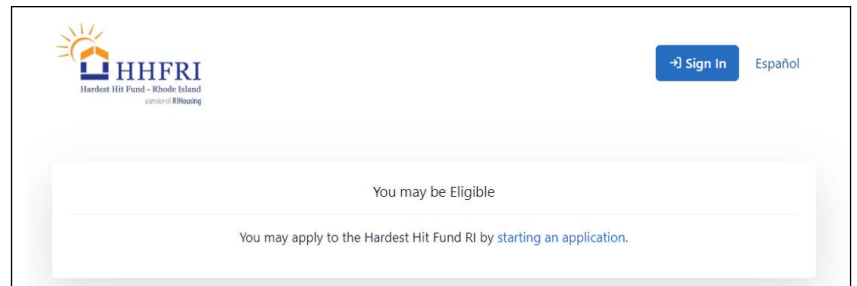 HHFRI
Hardest Hit Fund - Rhode Island
a service of RIHousing
Sign In
Español
You may be Eligible
You may apply to the Hardest Hit Fund RI by starting an application.